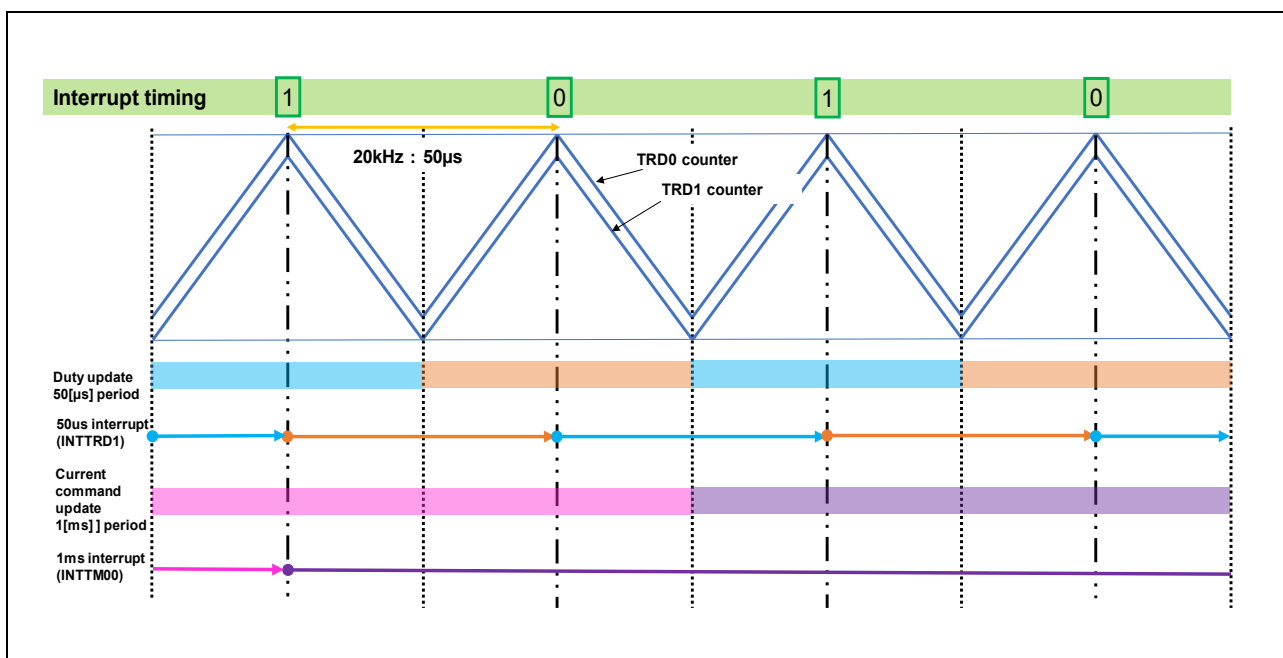 Interrupt timing
1
0
1
0
20kHz : 50µs
TRD0 counter
TRD1 counter
Duty update
50[µs] period
50us interrupt
(INTTRD1)
Current
command
update
1[ms] ] period
1ms interrupt
(INTTM00)